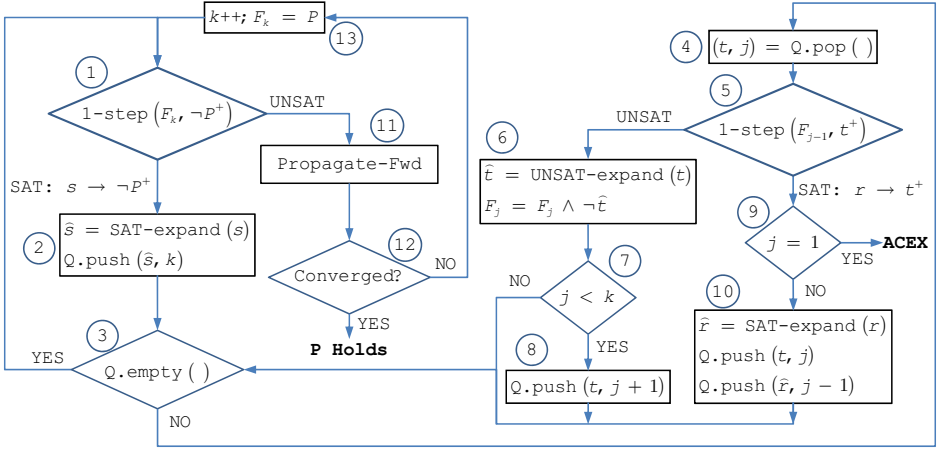 k++; F_k = P
13
1
1-step (F_k, ¬P⁺)
UNSAT
11
Propagate-Fwd
SAT: s → ¬P⁺
2
ŝ = SAT-expand (s)
Q.push (ŝ, k)
12
Converged?
NO
YES
P Holds
3
YES
Q.empty ( )
NO
4
(t, j) = Q.pop ( )
5
1-step (F_{j−1}, t⁺)
UNSAT
6
t̂ = UNSAT-expand (t)
F_j = F_j ∧ ¬t̂
SAT: r → t⁺
9
j = 1
YES
ACEX
NO
7
j < k
NO
YES
8
Q.push (t, j + 1)
10
r̂ = SAT-expand (r)
Q.push (t, j)
Q.push (r̂, j − 1)